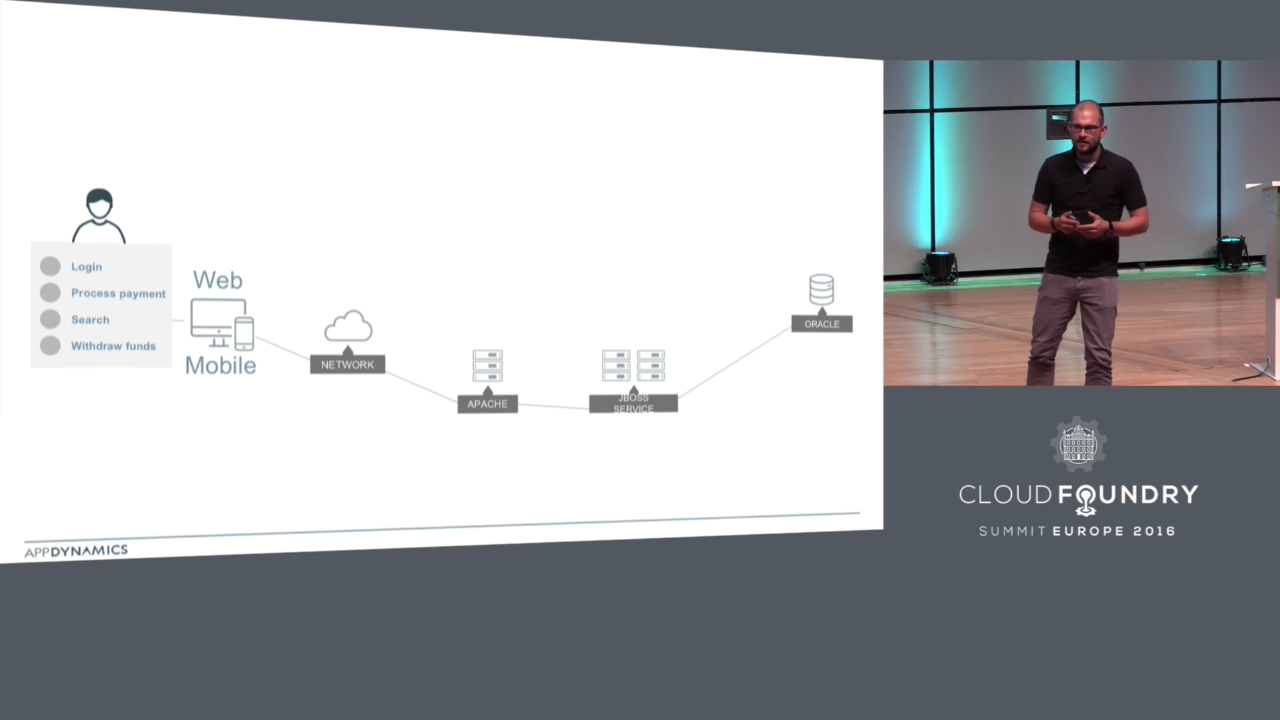 Login
Process payment
Search
Withdraw funds
Web
Mobile
NETWORK
APACHE
JBOSS
SERVICE
ORACLE
APPDYNAMICS
CLOUD FOUNDRY
SUMMIT EUROPE 2016